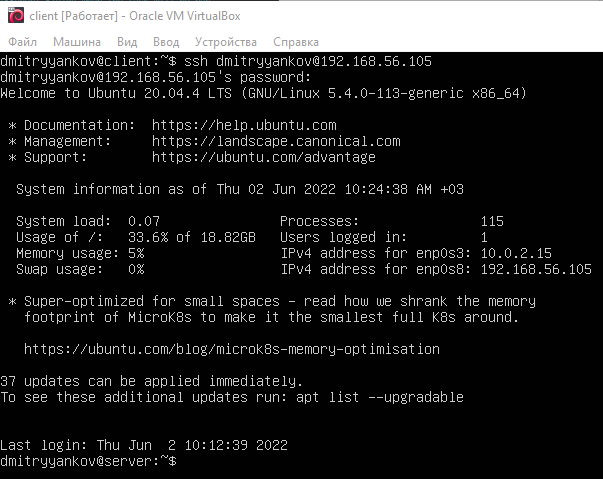 client [Работает] - Oracle VM VirtualBox
Файл Машина Вид Ввод Устройства Справка
dmitryyankov@client:~$ ssh dmitryyankov@192.168.56.105
dmitryyankov@192.168.56.105's password:
Welcome to Ubuntu 20.04.4 LTS (GNU/Linux 5.4.0-113-generic x86_64)

 * Documentation:  https://help.ubuntu.com
 * Management:     https://landscape.canonical.com
 * Support:        https://ubuntu.com/advantage

  System information as of Thu 02 Jun 2022 10:24:38 AM +03

  System load:  0.07               Processes:               115
  Usage of /:   33.6% of 18.82GB   Users logged in:         1
  Memory usage: 5%                 IPv4 address for enp0s3: 10.0.2.15
  Swap usage:   0%                 IPv4 address for enp0s8: 192.168.56.105

 * Super-optimized for small spaces - read how we shrank the memory
   footprint of MicroK8s to make it the smallest full K8s around.

   https://ubuntu.com/blog/microk8s-memory-optimisation

37 updates can be applied immediately.
To see these additional updates run: apt list --upgradable


Last login: Thu Jun  2 10:12:39 2022
dmitryyankov@server:~$